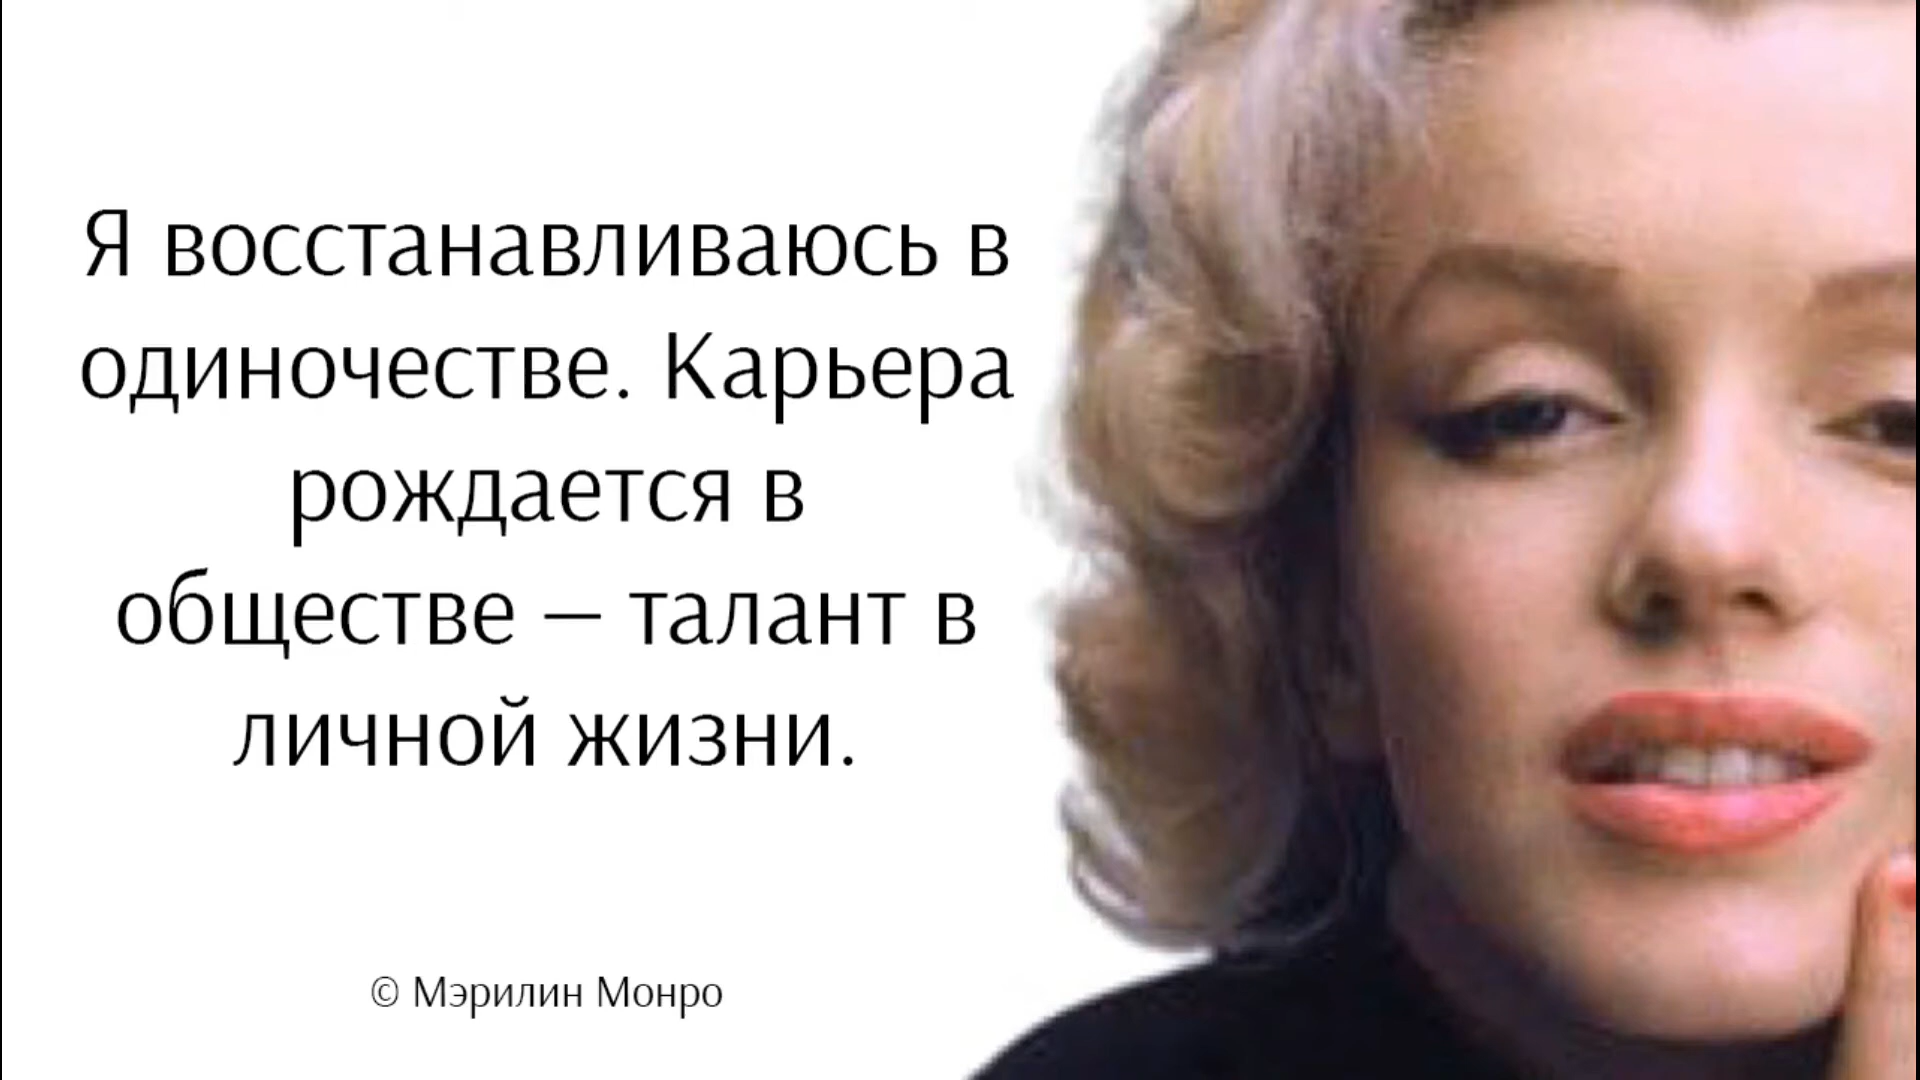 Я восстанавливаюсь в
одиночестве. Карьера
рождается в
обществе — талант в
личной жизни.
© Мэрилин Монро